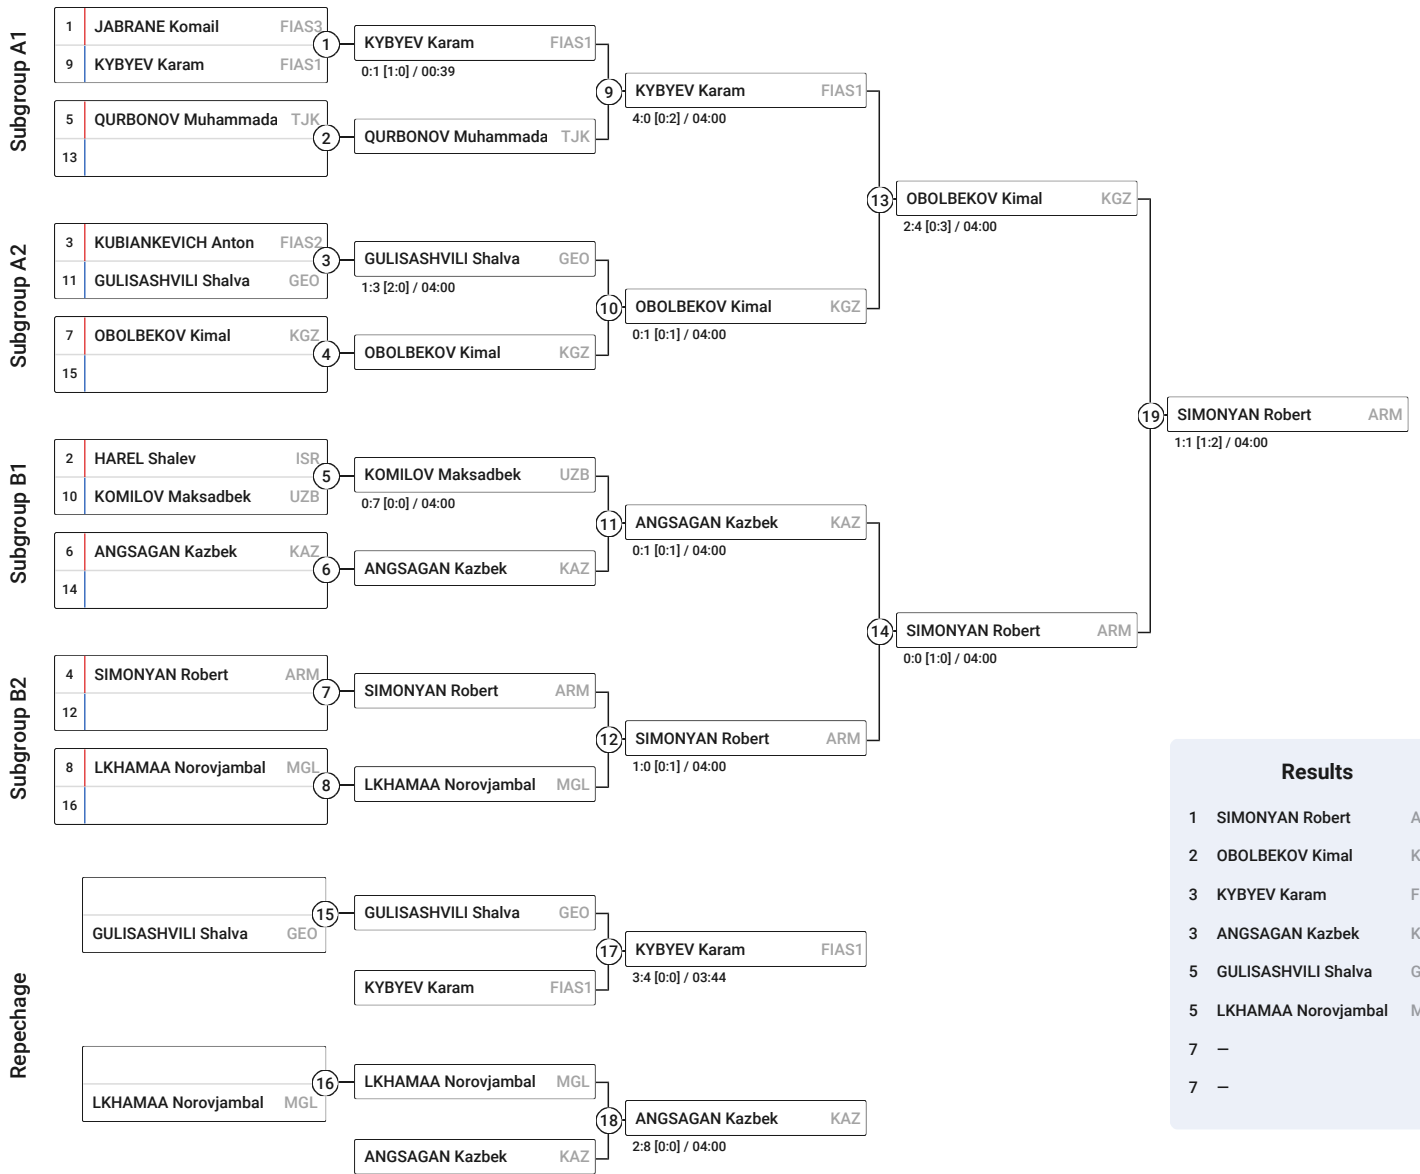 Subgroup A1
1 JABRANE Komail FIAS3
9 KYBYEV Karam FIAS1
1
KYBYEV Karam FIAS1
0:1 [1:0] / 00:39
5 QURBONOV Muhammada TJK
13
2
QURBONOV Muhammada TJK
9
KYBYEV Karam FIAS1
4:0 [0:2] / 04:00
Subgroup A2
3 KUBIANKEVICH Anton FIAS2
11 GULISASHVILI Shalva GEO
3
GULISASHVILI Shalva GEO
1:3 [2:0] / 04:00
7 OBOLBEKOV Kimal KGZ
15
4
OBOLBEKOV Kimal KGZ
10
OBOLBEKOV Kimal KGZ
0:1 [0:1] / 04:00
13
OBOLBEKOV Kimal KGZ
2:4 [0:3] / 04:00
Subgroup B1
2 HAREL Shalev ISR
10 KOMILOV Maksadbek UZB
5
KOMILOV Maksadbek UZB
0:7 [0:0] / 04:00
6 ANGSAGAN Kazbek KAZ
14
6
ANGSAGAN Kazbek KAZ
11
ANGSAGAN Kazbek KAZ
0:1 [0:1] / 04:00
Subgroup B2
4 SIMONYAN Robert ARM
12
7
SIMONYAN Robert ARM
8 LKHAMAA Norovjambal MGL
16
8
LKHAMAA Norovjambal MGL
12
SIMONYAN Robert ARM
1:0 [0:1] / 04:00
14
SIMONYAN Robert ARM
0:0 [1:0] / 04:00
19
SIMONYAN Robert ARM
1:1 [1:2] / 04:00
Repechage
GULISASHVILI Shalva GEO
15
GULISASHVILI Shalva GEO
KYBYEV Karam FIAS1
17
KYBYEV Karam FIAS1
3:4 [0:0] / 03:44
LKHAMAA Norovjambal MGL
16
LKHAMAA Norovjambal MGL
ANGSAGAN Kazbek KAZ
18
ANGSAGAN Kazbek KAZ
2:8 [0:0] / 04:00
Results
1 SIMONYAN Robert
2 OBOLBEKOV Kimal K
3 KYBYEV Karam F
3 ANGSAGAN Kazbek K
5 GULISASHVILI Shalva
5 LKHAMAA Norovjambal
7 –
7 –